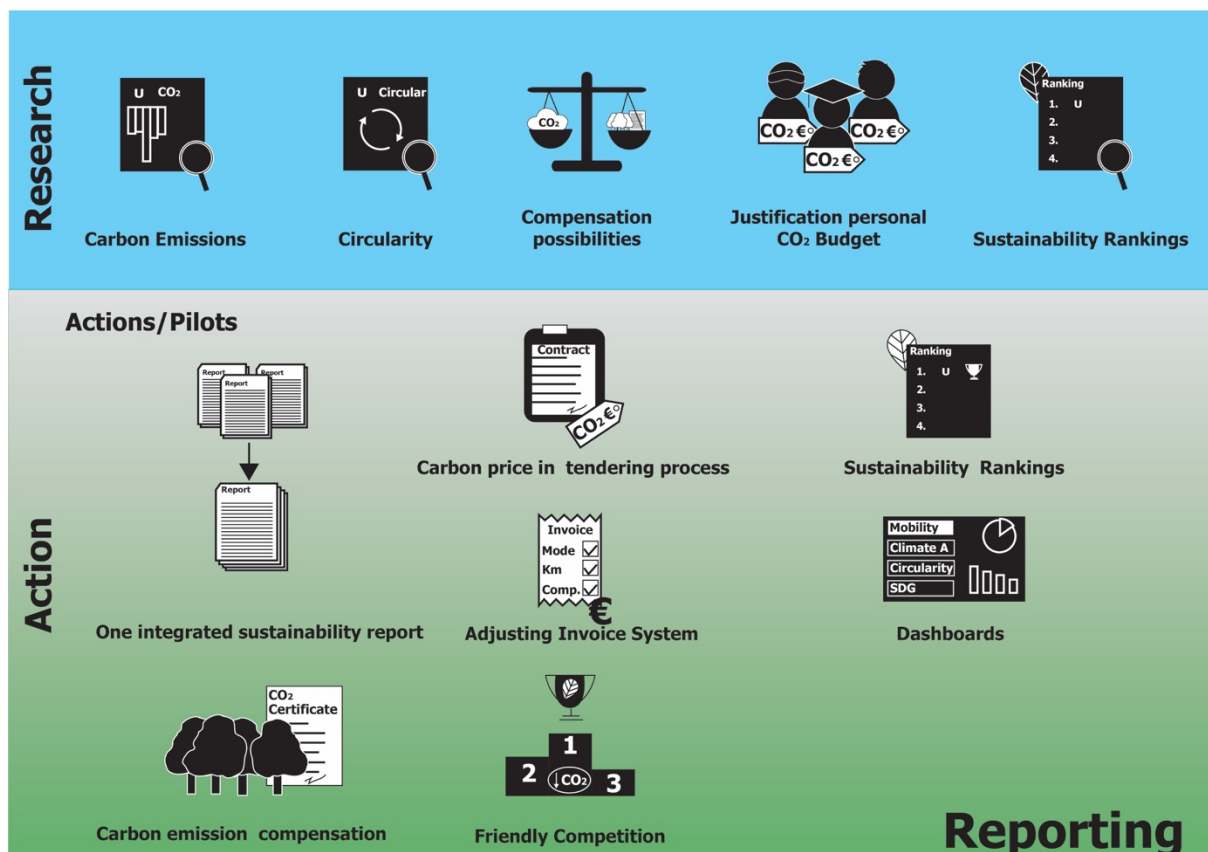 Research
U CO₂
Carbon Emissions
U Circular
Circularity
CO₂
Compensation
possibilities
CO₂ €
CO₂ €
CO₂ €
Justification personal
CO₂ Budget
Ranking
1. U
2.
3.
4.
Sustainability Rankings
Action
Actions/Pilots
Report
Report
Report
Report
One integrated sustainability report
Contract
CO₂ €
Carbon price in tendering process
Ranking
1. U
2.
3.
4.
Sustainability Rankings
Invoice
Mode
Km
Comp.
€
Adjusting Invoice System
Mobility
Climate A
Circularity
SDG
Dashboards
CO₂
Certificate
Carbon emission compensation
1
2
↓CO₂
3
Friendly Competition
Reporting